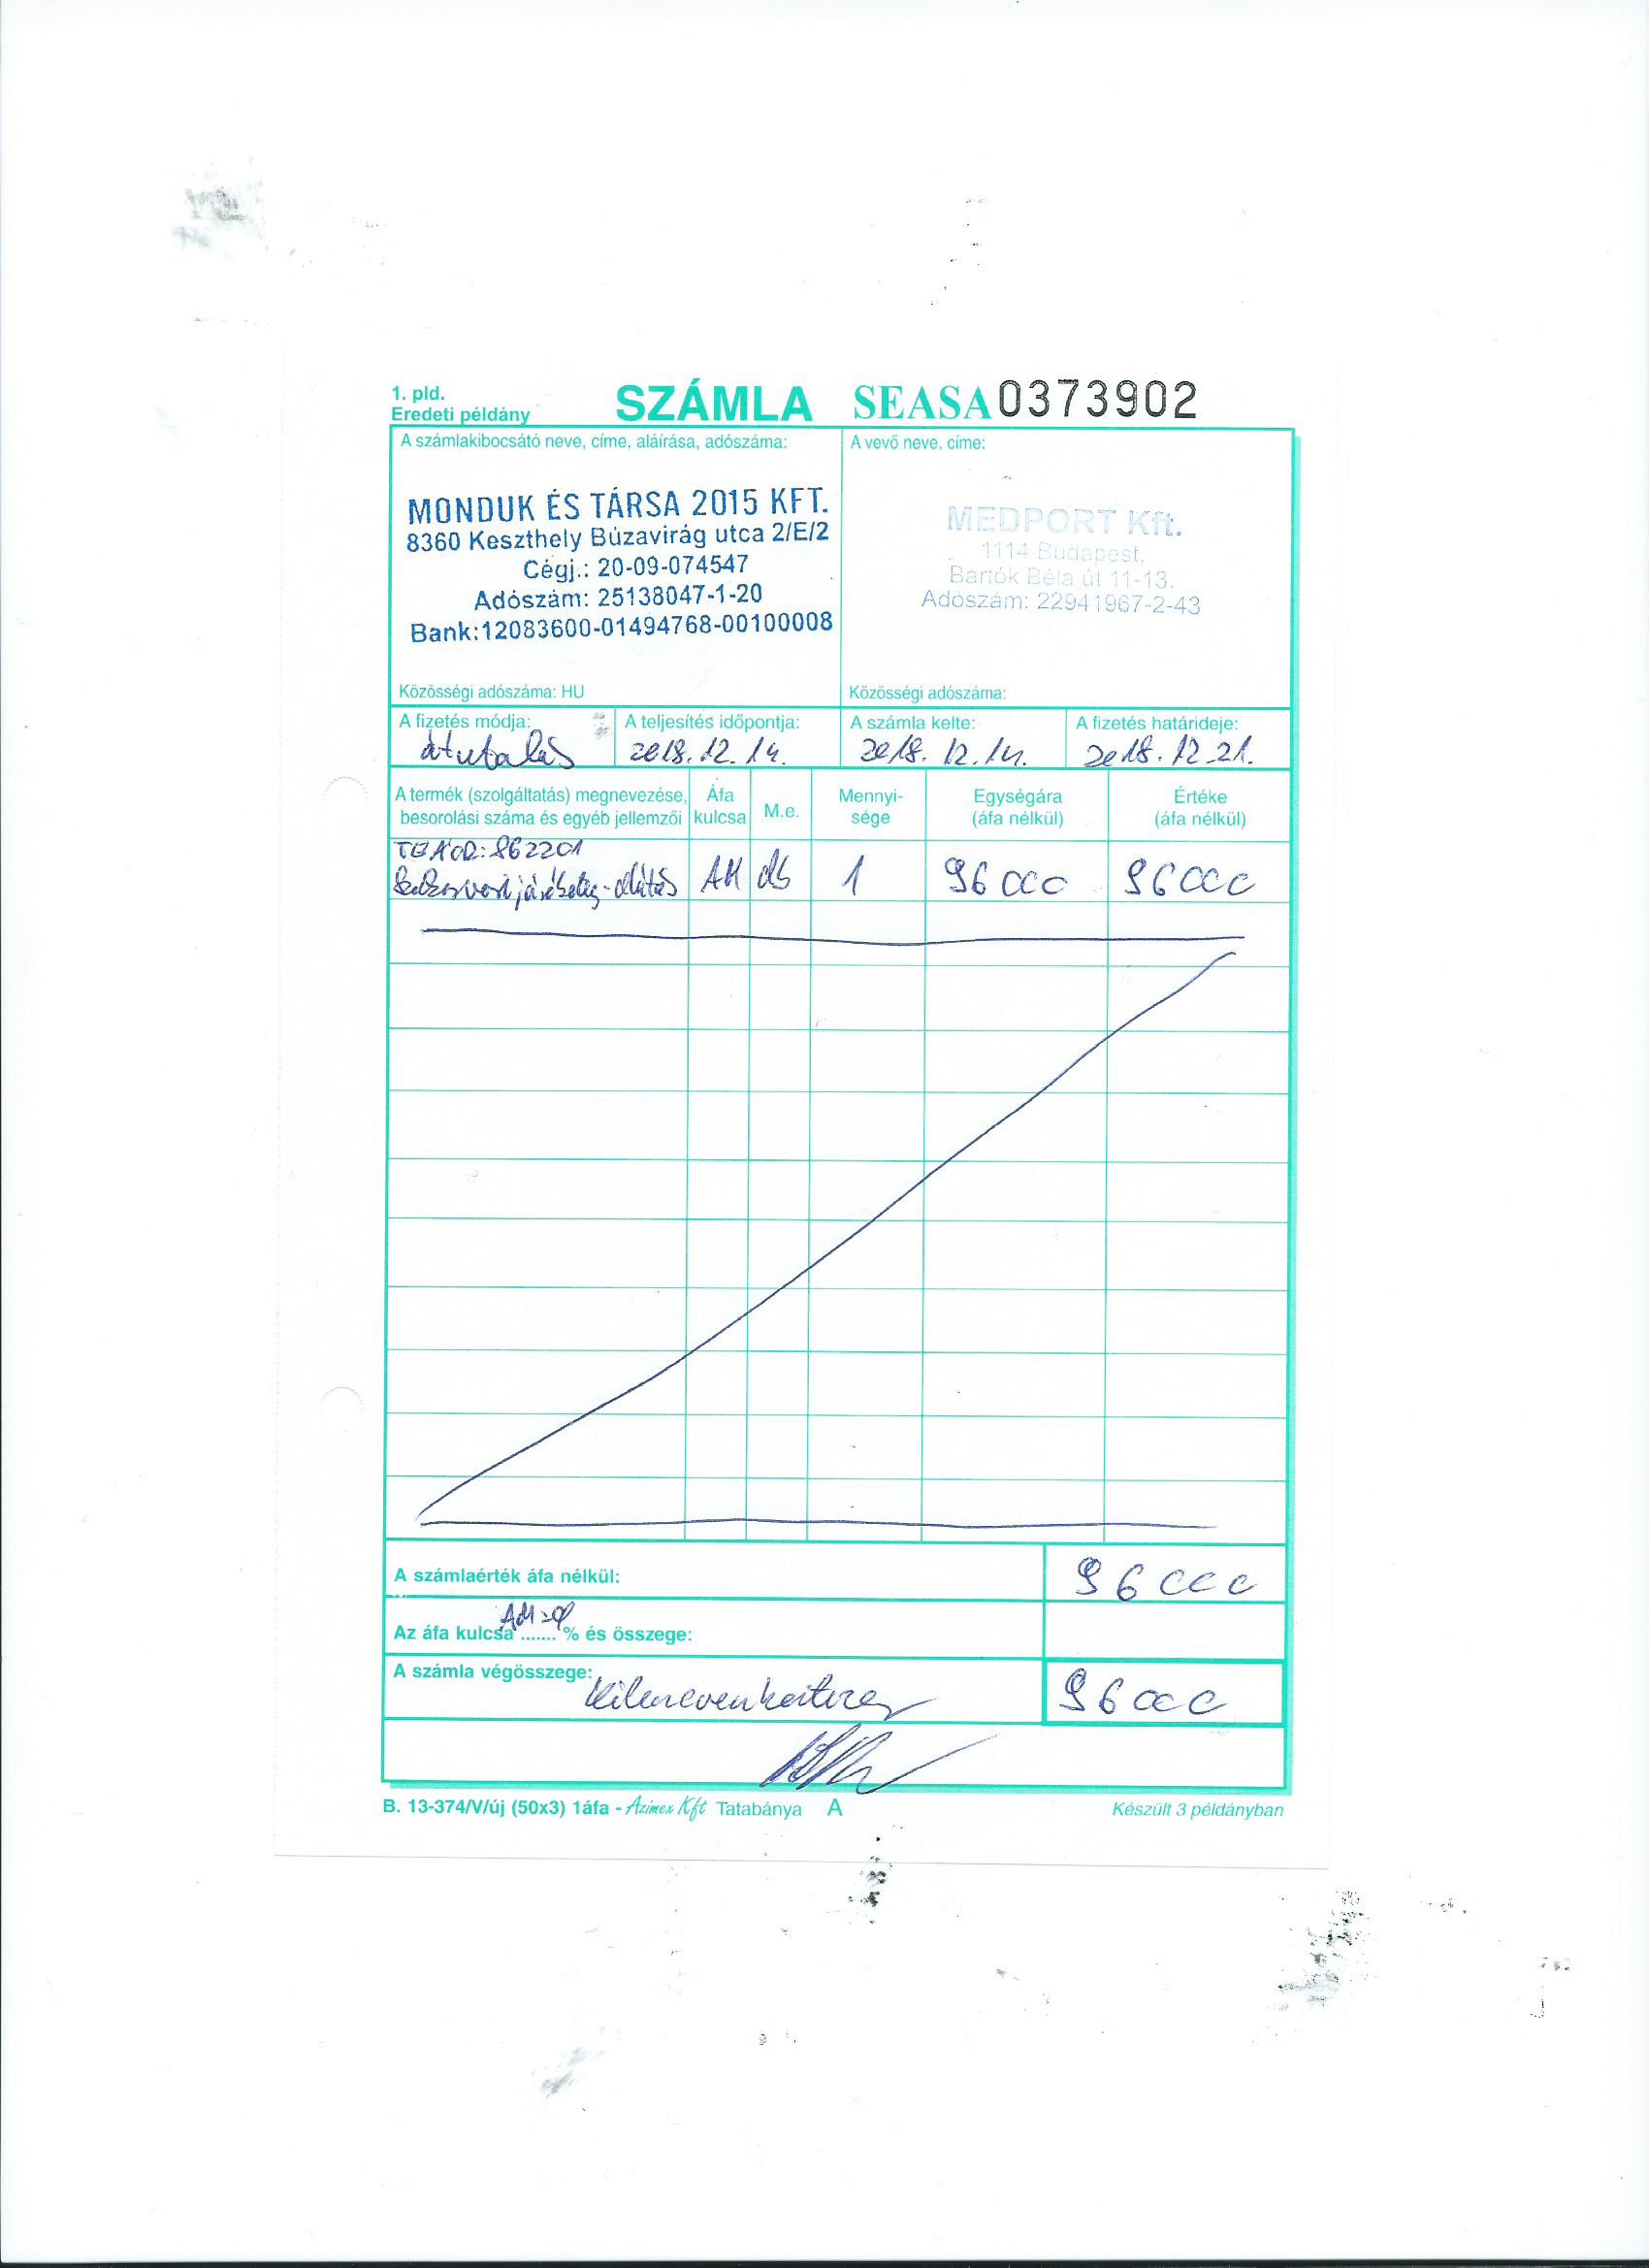 1. pld.
Eredeti példány
SZÁMLA SEASA 0373902
A számlakibocsátó neve, címe, aláírása, adószáma:
A vevő neve, címe:
MONDUK ÉS TÁRSA 2015 KFT.
8360 Keszthely Búzavirág utca 2/E/2
Cégj.: 20-09-074547
Adószám: 25138047-1-20
Bank:12083600-01494768-00100008
MEDPORT Kft.
1114 Budapest,
Bartók Béla út 11-13.
Adószám: 22941967-2-43
Közösségi adószáma: HU
Közösségi adószáma:
A fizetés módja:
átutalás
A teljesítés időpontja:
2018.12.14.
A számla kelte:
2018.12.14.
A fizetés határideje:
2018.12.21.
A termék (szolgáltatás) megnevezése,
besorolási száma és egyéb jellemzői
Áfa
kulcsa
M.e.
Mennyi-
sége
Egységára
(áfa nélkül)
Értéke
(áfa nélkül)
TEÁOR: 862201
Szakorvosi járóbeteg-ellátás AM db 1 96 000 96 000
A számlaérték áfa nélkül: 96 000
AM
Az áfa kulcsa ....... % és összege:
A számla végösszege: 96 000
B. 13-374/V/új (50x3) 1áfa - Azimex Kft Tatabánya A
Készült 3 példányban